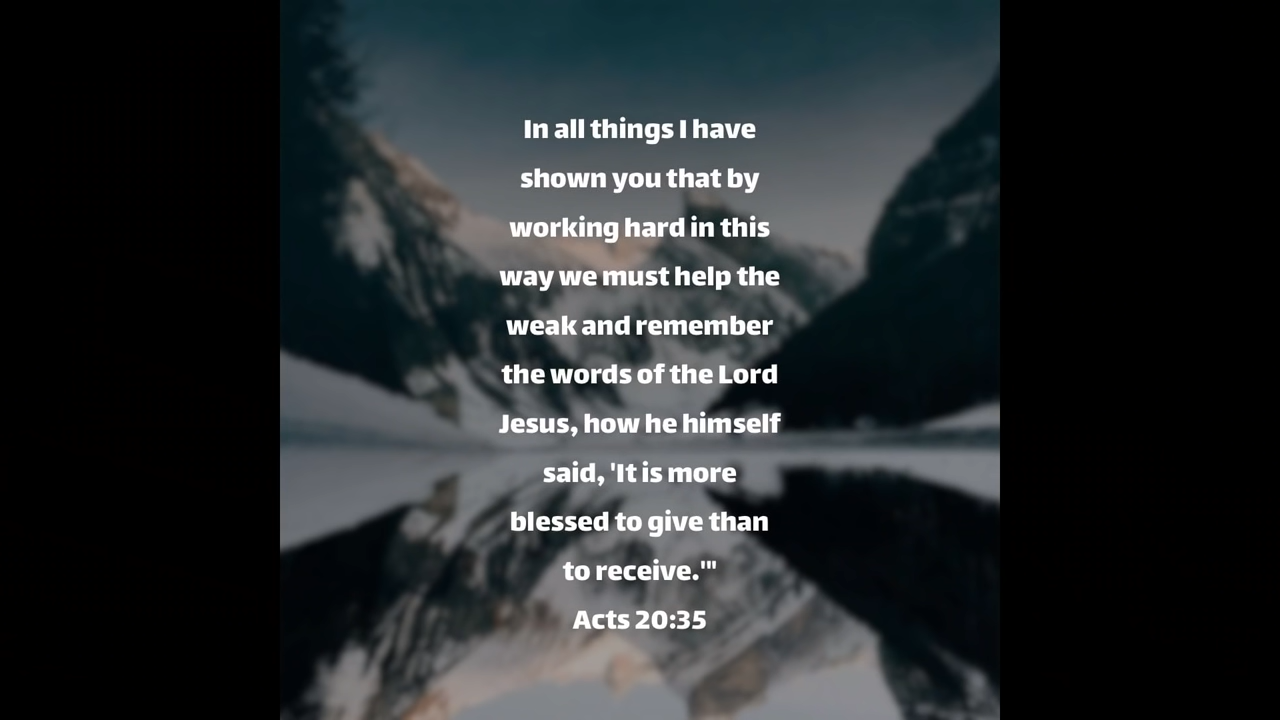 In all things I have
shown you that by
working hard in this
way we must help the
weak and remember
the words of the Lord
Jesus, how he himself
said, 'It is more
blessed to give than
to receive.'"
Acts 20:35